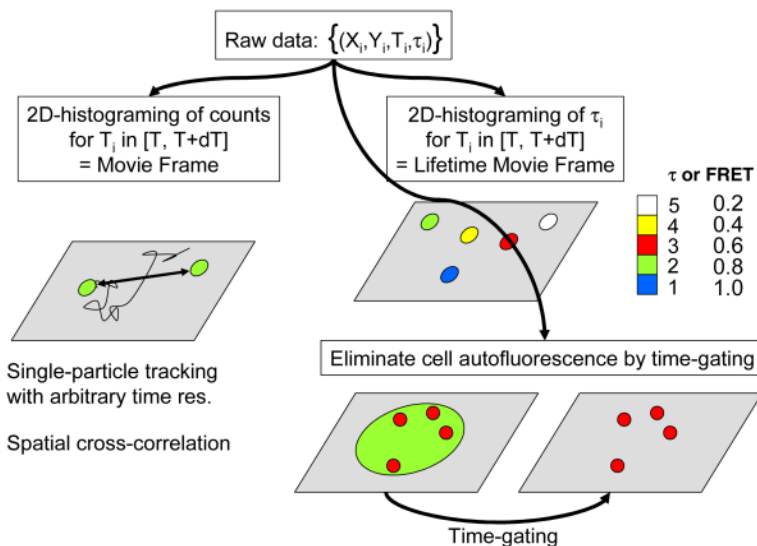 Raw data: {(Xi,Yi,Ti,τi)}
2D-histograming of counts
for Ti in [T, T+dT]
= Movie Frame
2D-histograming of τi
for Ti in [T, T+dT]
= Lifetime Movie Frame
τ or FRET
5 0.2
4 0.4
3 0.6
2 0.8
1 1.0
Single-particle tracking
with arbitrary time res.
Spatial cross-correlation
Eliminate cell autofluorescence by time-gating
Time-gating